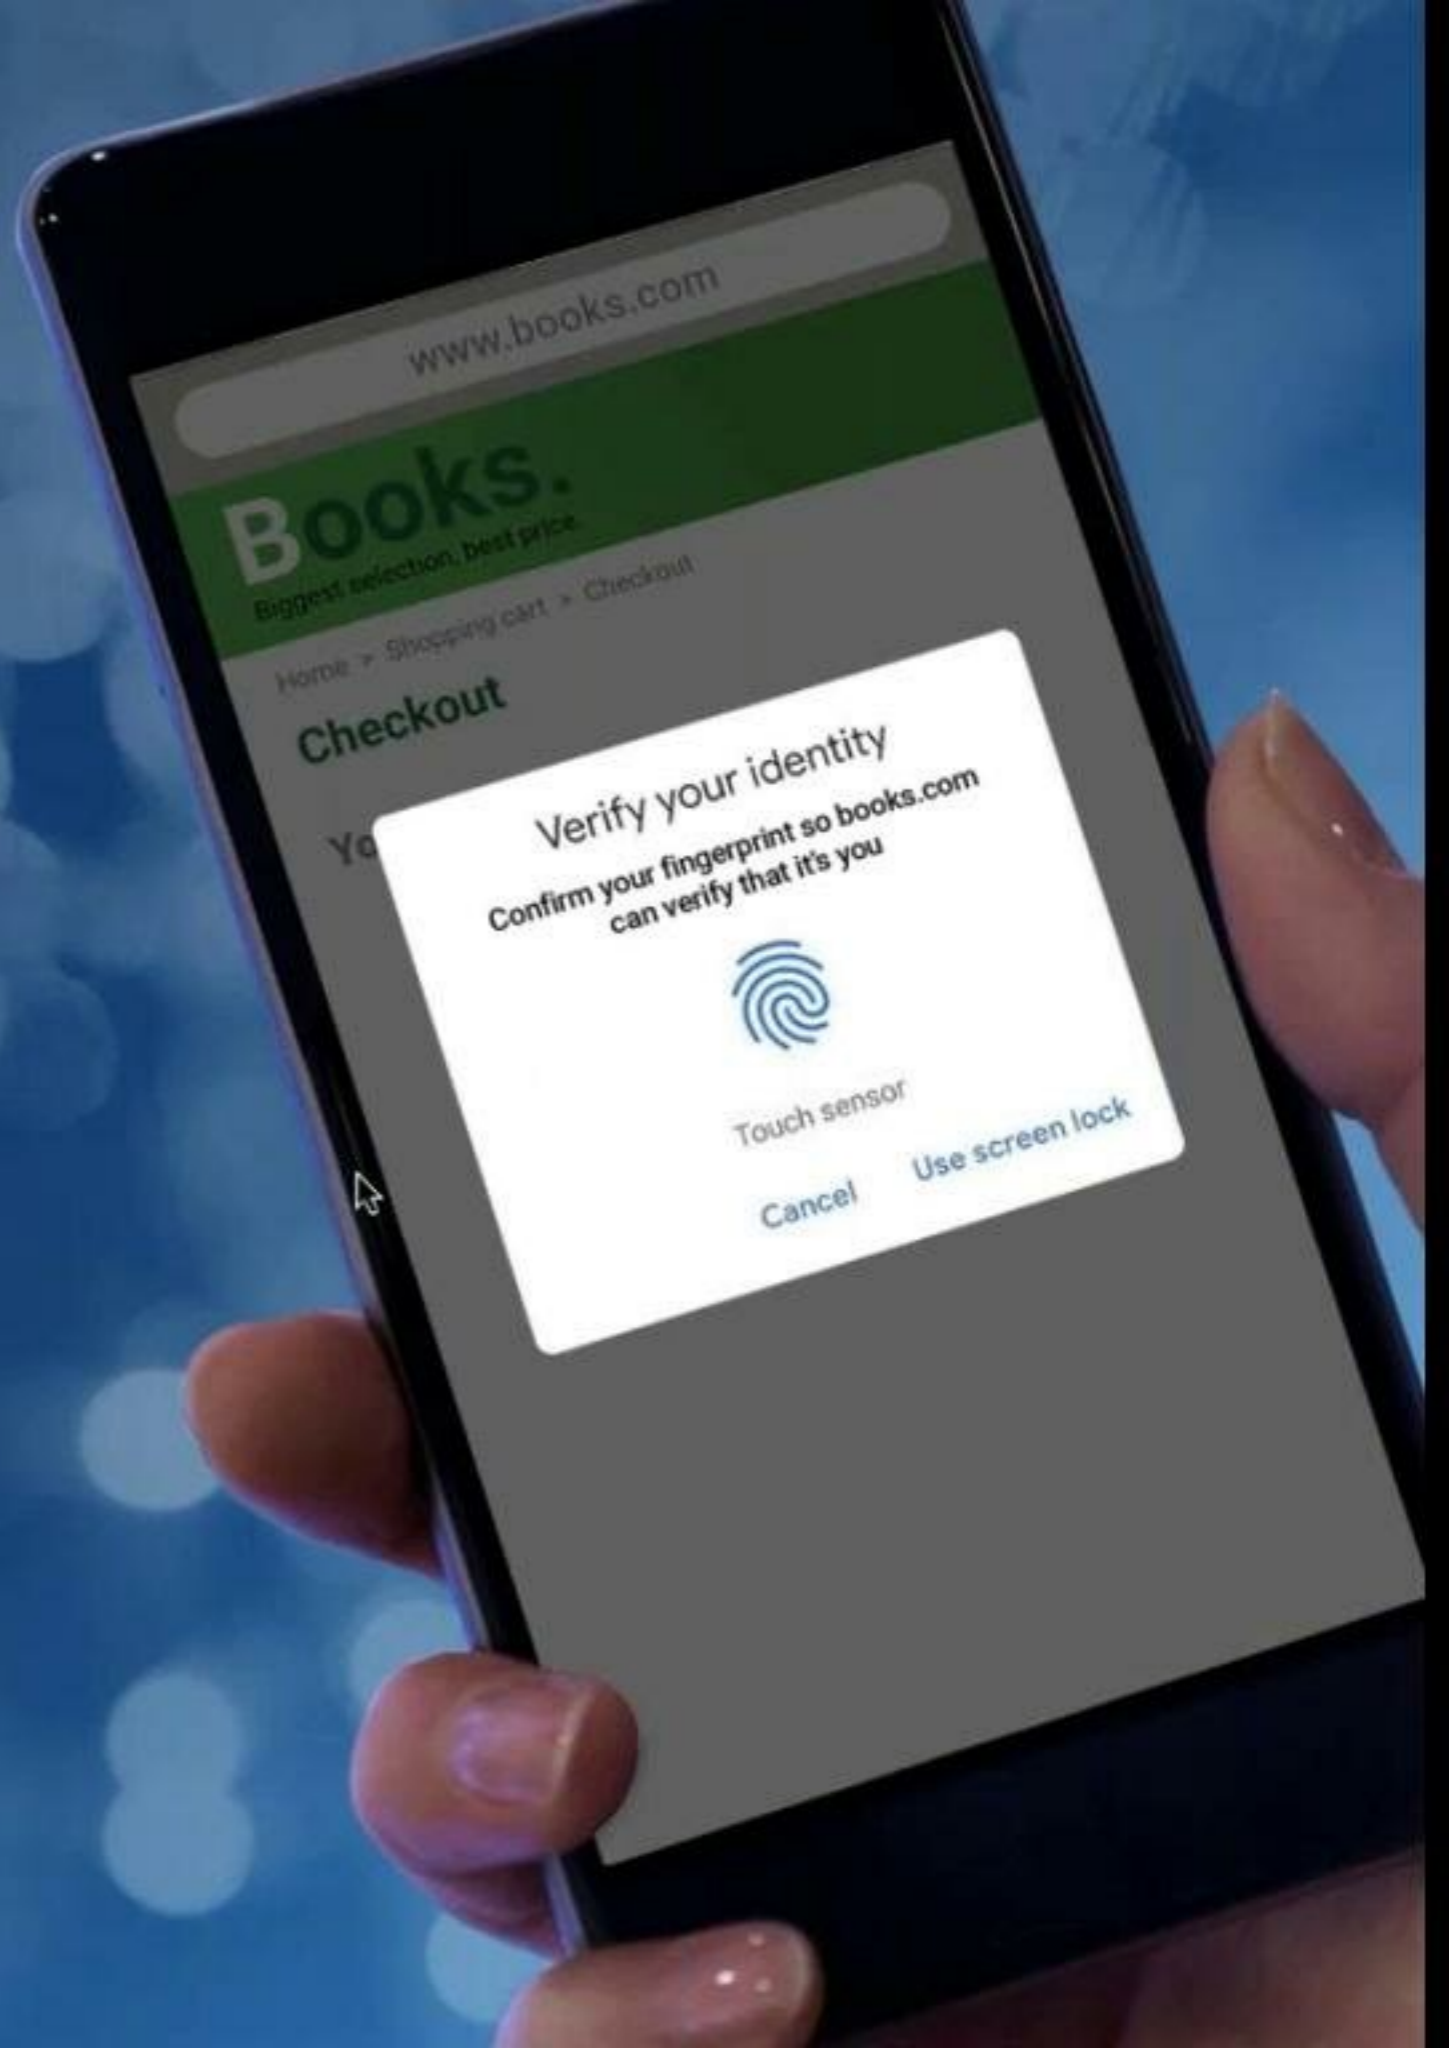 www.books.com
Books.
Biggest selection, best price.
Home > Shopping cart > Checkout
Checkout
Yo
Verify your identity
Confirm your fingerprint so books.com
can verify that it's you
Touch sensor
Cancel Use screen lock